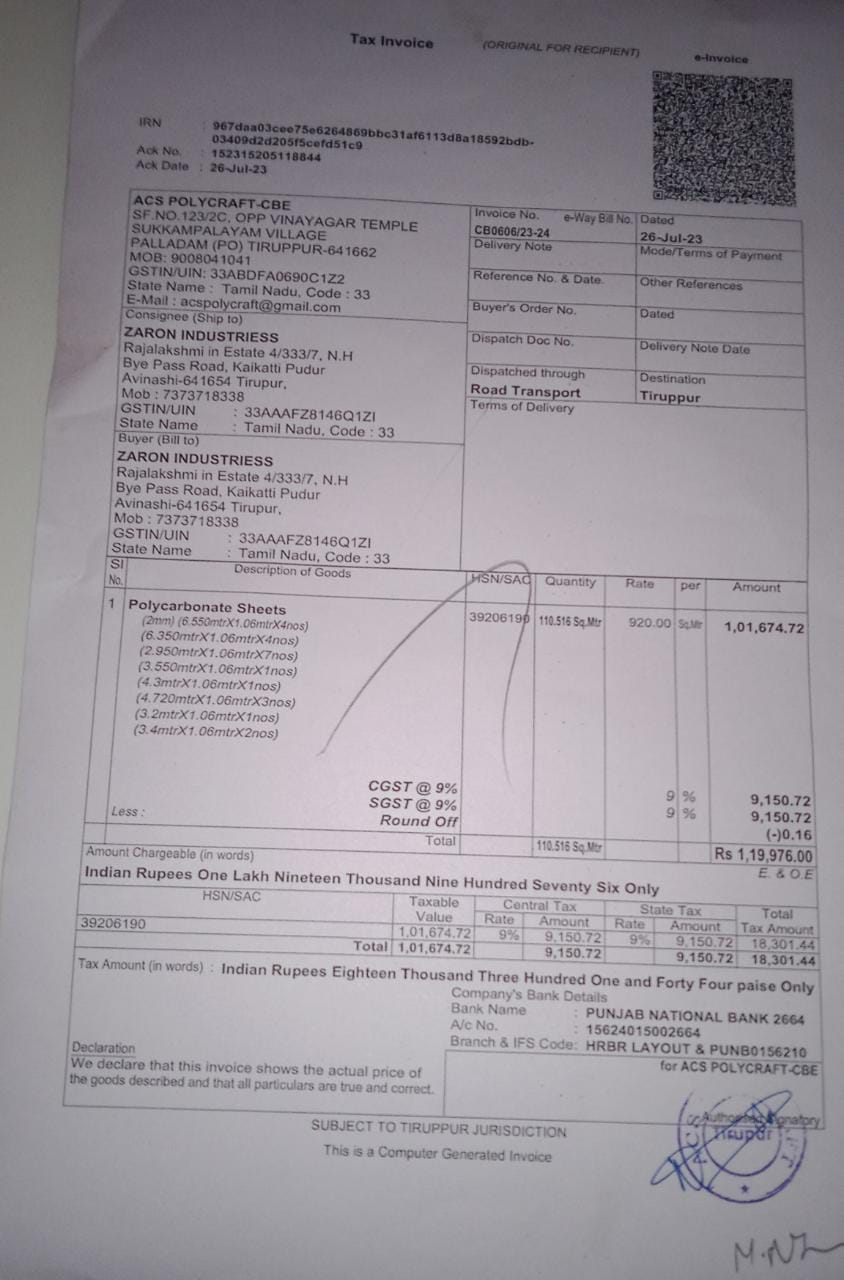 Tax Invoice
(ORIGINAL FOR RECIPIENT)
e-Invoice
IRN : 967daa03cee75e6264869bbc31af6113d8a18592bdb-
03409d2d205f5cefd51c9
Ack No. : 152315205118844
Ack Date : 26-Jul-23
ACS POLYCRAFT-CBE
SF.NO.123/2C, OPP VINAYAGAR TEMPLE
SUKKAMPALAYAM VILLAGE
PALLADAM (PO) TIRUPPUR-641662
MOB: 9008041041
GSTIN/UIN: 33ABDFA0690C1Z2
State Name : Tamil Nadu, Code : 33
E-Mail : acspolycraft@gmail.com
Consignee (Ship to)
ZARON INDUSTRIESS
Rajalakshmi in Estate 4/333/7, N.H
Bye Pass Road, Kaikatti Pudur
Avinashi-641654 Tirupur,
Mob : 7373718338
GSTIN/UIN : 33AAAFZ8146Q1ZI
State Name : Tamil Nadu, Code : 33
Buyer (Bill to)
ZARON INDUSTRIESS
Rajalakshmi in Estate 4/333/7, N.H
Bye Pass Road, Kaikatti Pudur
Avinashi-641654 Tirupur,
Mob : 7373718338
GSTIN/UIN : 33AAAFZ8146Q1ZI
State Name : Tamil Nadu, Code : 33
Invoice No. e-Way Bill No. Dated
CB0606/23-24 26-Jul-23
Delivery Note Mode/Terms of Payment
Reference No. & Date. Other References
Buyer's Order No. Dated
Dispatch Doc No. Delivery Note Date
Dispatched through Destination
Road Transport Tiruppur
Terms of Delivery
Sl No. Description of Goods HSN/SAC Quantity Rate per Amount
1 Polycarbonate Sheets 39206190 110.516 Sq.Mtr 920.00 Sq.Mtr 1,01,674.72
(2mm) (6.550mtrX1.06mtrX4nos)
(6.350mtrX1.06mtrX4nos)
(2.950mtrX1.06mtrX7nos)
(3.550mtrX1.06mtrX1nos)
(4.3mtrX1.06mtrX1nos)
(4.720mtrX1.06mtrX3nos)
(3.2mtrX1.06mtrX1nos)
(3.4mtrX1.06mtrX2nos)
CGST @ 9% 9 % 9,150.72
SGST @ 9% 9 % 9,150.72
Less : Round Off (-)0.16
Total 110.516 Sq.Mtr Rs 1,19,976.00
Amount Chargeable (in words) E. & O.E
Indian Rupees One Lakh Nineteen Thousand Nine Hundred Seventy Six Only
HSN/SAC Taxable Value Central Tax State Tax Total Tax Amount
Rate Amount Rate Amount
39206190 1,01,674.72 9% 9,150.72 9% 9,150.72 18,301.44
Total 1,01,674.72 9,150.72 9,150.72 18,301.44
Tax Amount (in words) : Indian Rupees Eighteen Thousand Three Hundred One and Forty Four paise Only
Company's Bank Details
Bank Name : PUNJAB NATIONAL BANK 2664
A/c No. : 15624015002664
Branch & IFS Code: HRBR LAYOUT & PUNB0156210
Declaration
We declare that this invoice shows the actual price of
the goods described and that all particulars are true and correct.
for ACS POLYCRAFT-CBE
Authorised Signatory
Tirupur
SUBJECT TO TIRUPPUR JURISDICTION
This is a Computer Generated Invoice